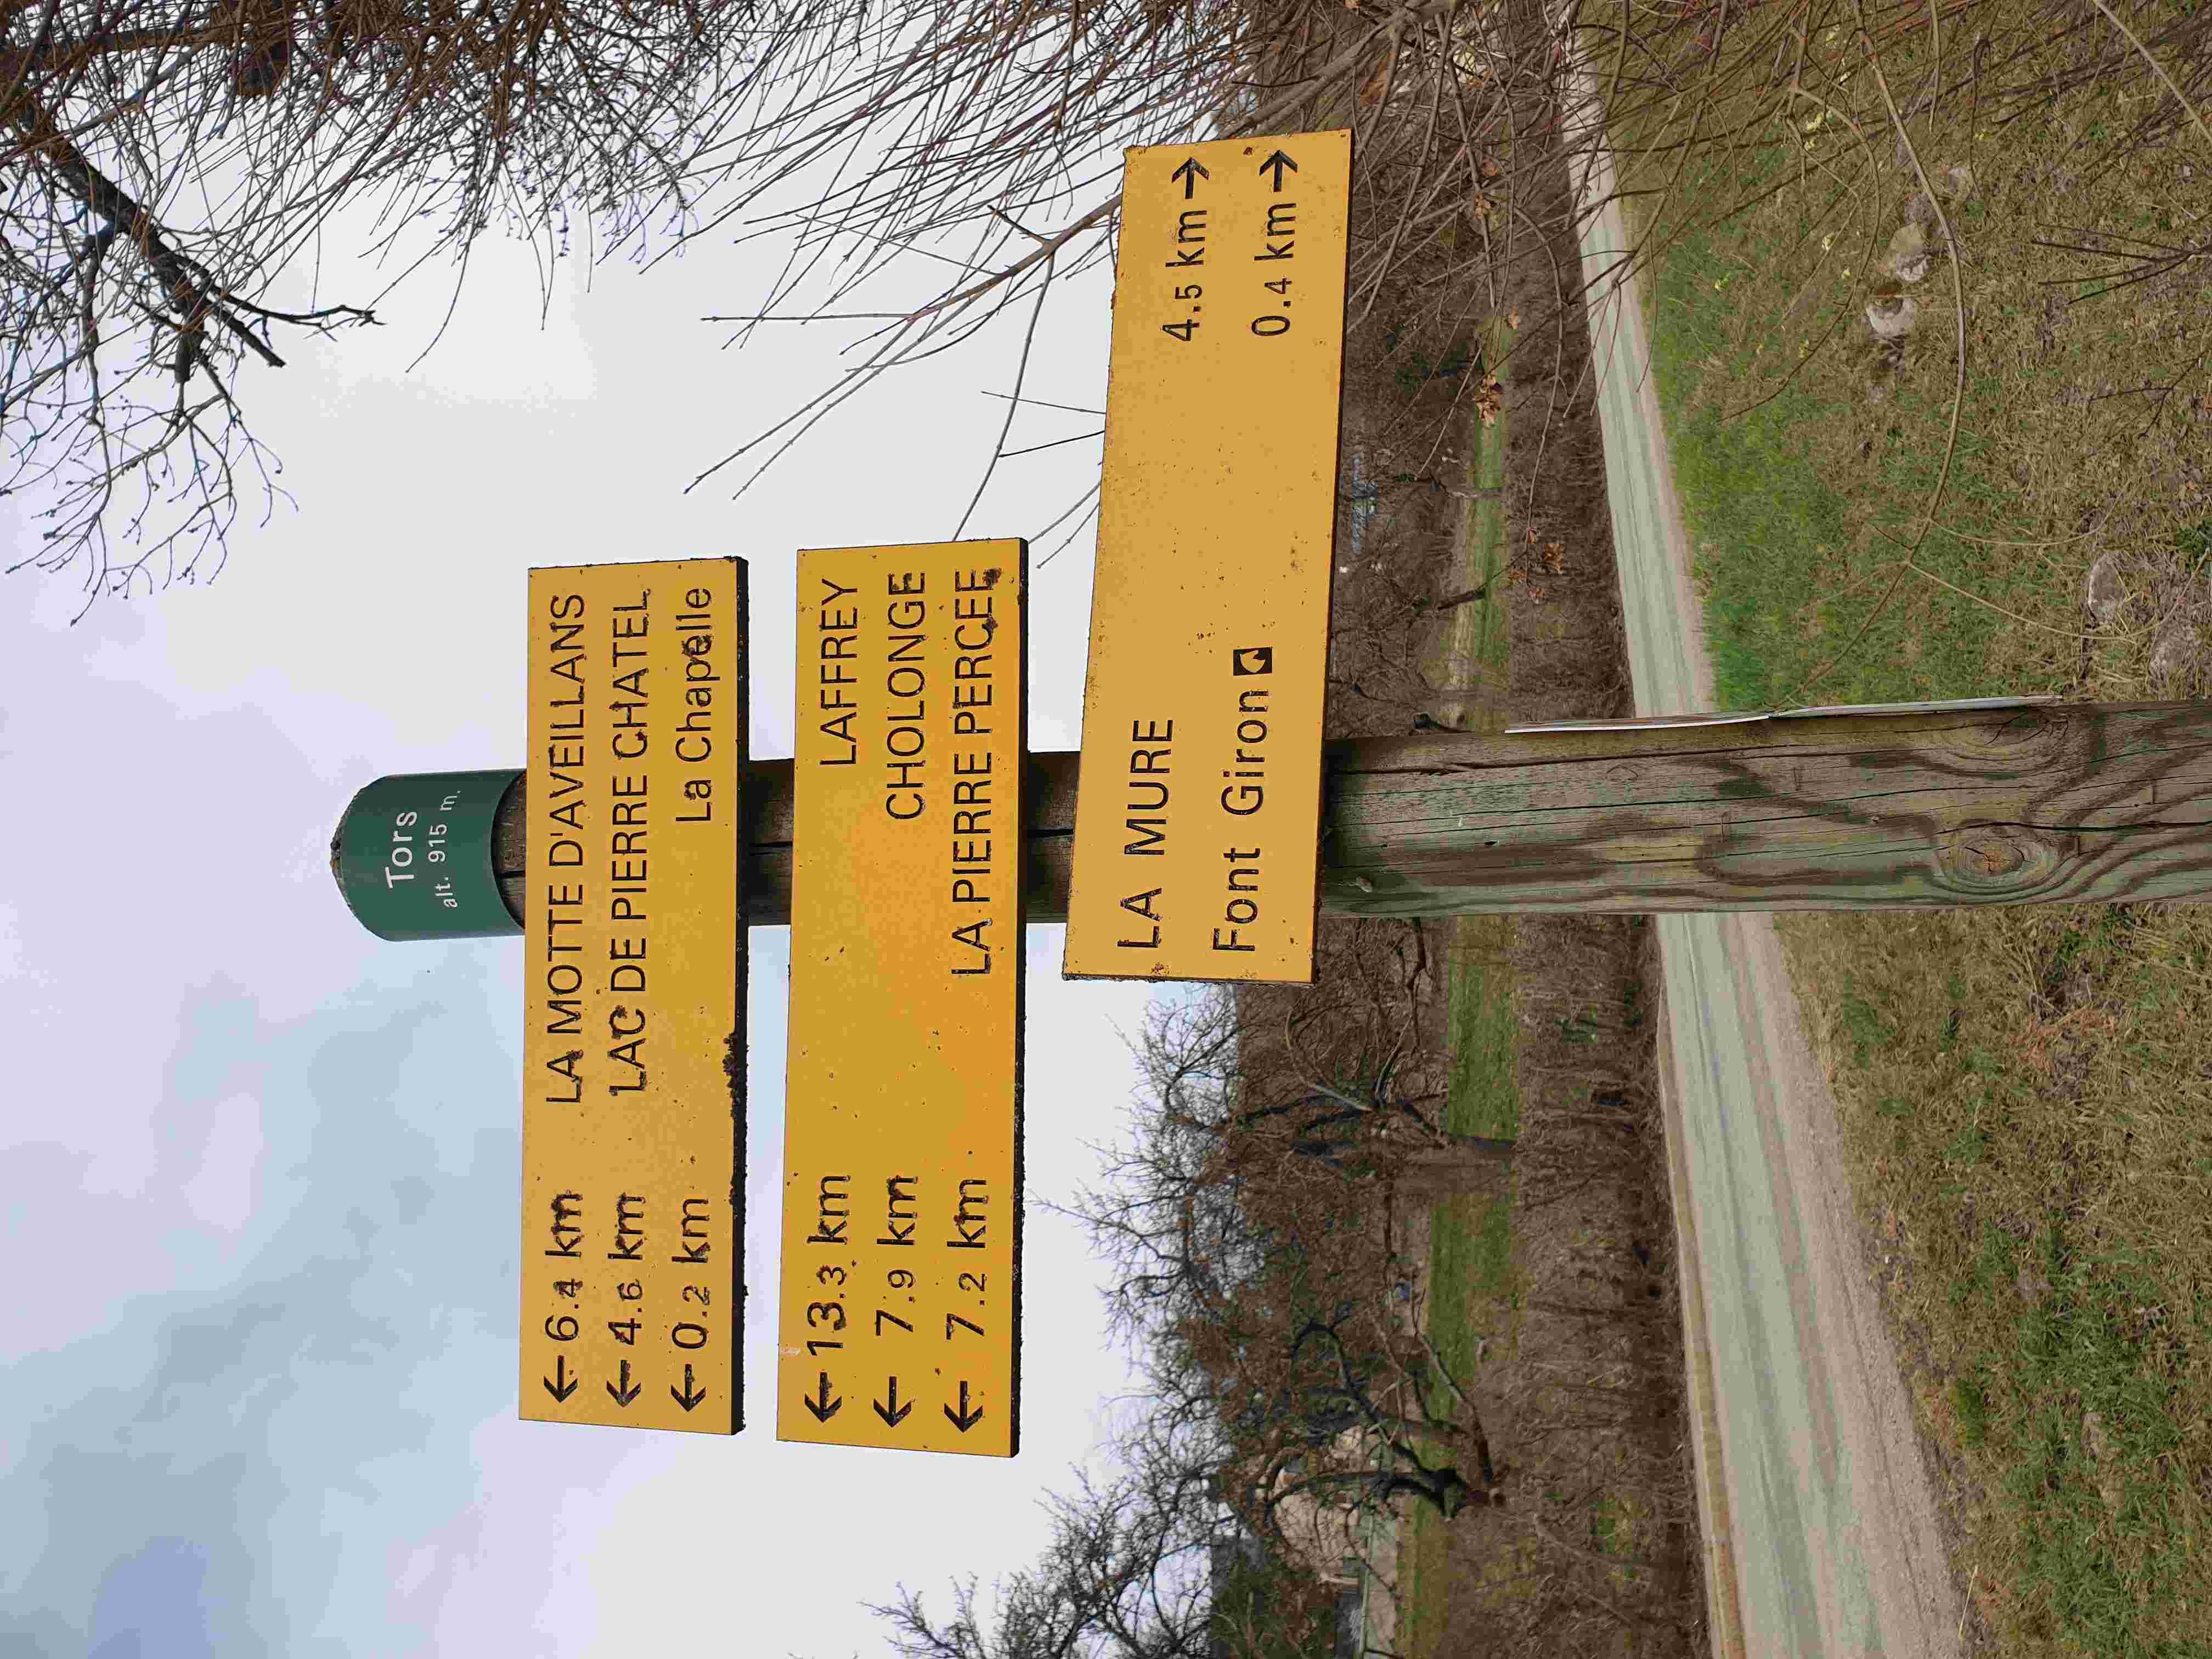 Tors
alt. 915 m.
← 6.4 km LA MOTTE D'AVEILLANS
← 4.6 km LAC DE PIERRE CHATEL
← 0.2 km La Chapelle
← 13.3 km LAFFREY
← 7.9 km CHOLONGE
← 7.2 km LA PIERRE PERCEE
LA MURE 4.5 km →
Font Giron 0.4 km →